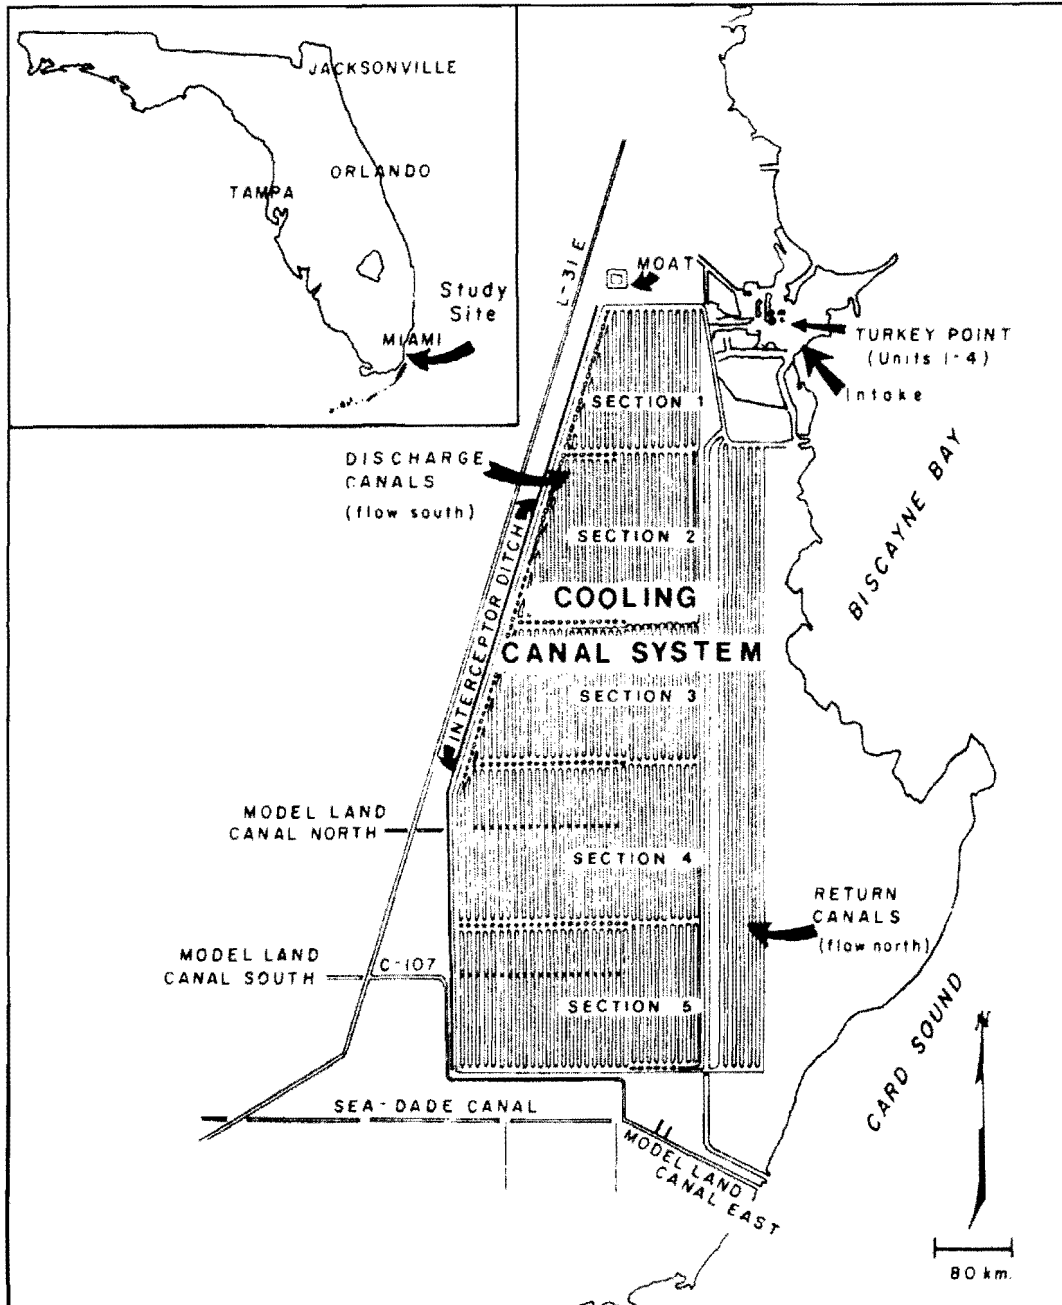 JACKSONVILLE
ORLANDO
TAMPA
Study
Site
MIAMI
L-31E
MOAT
TURKEY POINT
(Units 1-4)
Intake
SECTION 1
DISCHARGE
CANALS
(flow south)
SECTION 2
INTERCEPTOR DITCH
COOLING
CANAL SYSTEM
SECTION 3
BISCAYNE BAY
MODEL LAND
CANAL NORTH
SECTION 4
RETURN
CANALS
(flow north)
MODEL LAND
CANAL SOUTH
C-107
SECTION 5
CARD SOUND
N
SEA-DADE CANAL
MODEL LAND
CANAL EAST
80 km.